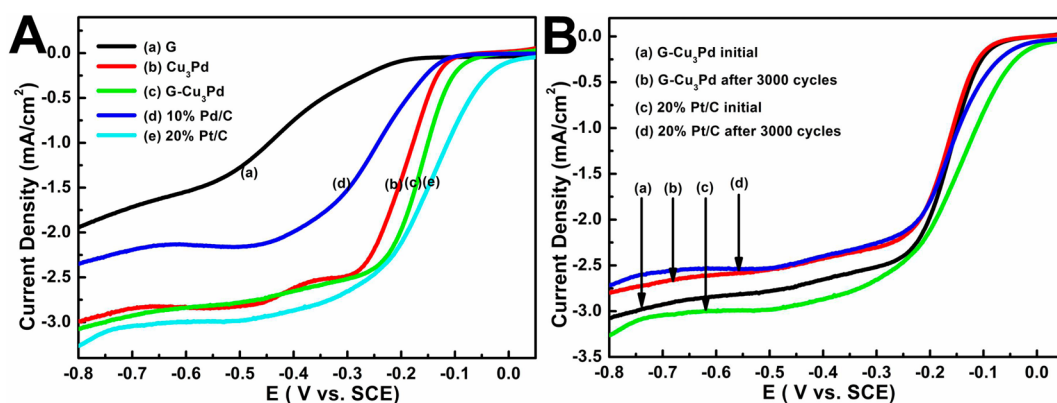 A
(a) G
(b) Cu₃Pd
(c) G-Cu₃Pd
(d) 10% Pd/C
(e) 20% Pt/C
(a)
(d)
(b)
(c)
(e)
0.0
-0.5
-1.0
-1.5
-2.0
-2.5
-3.0
Current Density (mA/cm²)
-0.8 -0.7 -0.6 -0.5 -0.4 -0.3 -0.2 -0.1 0.0
E ( V vs. SCE)
B
(a) G-Cu₃Pd initial
(b) G-Cu₃Pd after 3000 cycles
(c) 20% Pt/C initial
(d) 20% Pt/C after 3000 cycles
(a)
(b)
(c)
(d)
0.0
-0.5
-1.0
-1.5
-2.0
-2.5
-3.0
-3.5
Current Density (mA/cm²)
-0.8 -0.7 -0.6 -0.5 -0.4 -0.3 -0.2 -0.1 0.0
E ( V vs. SCE)